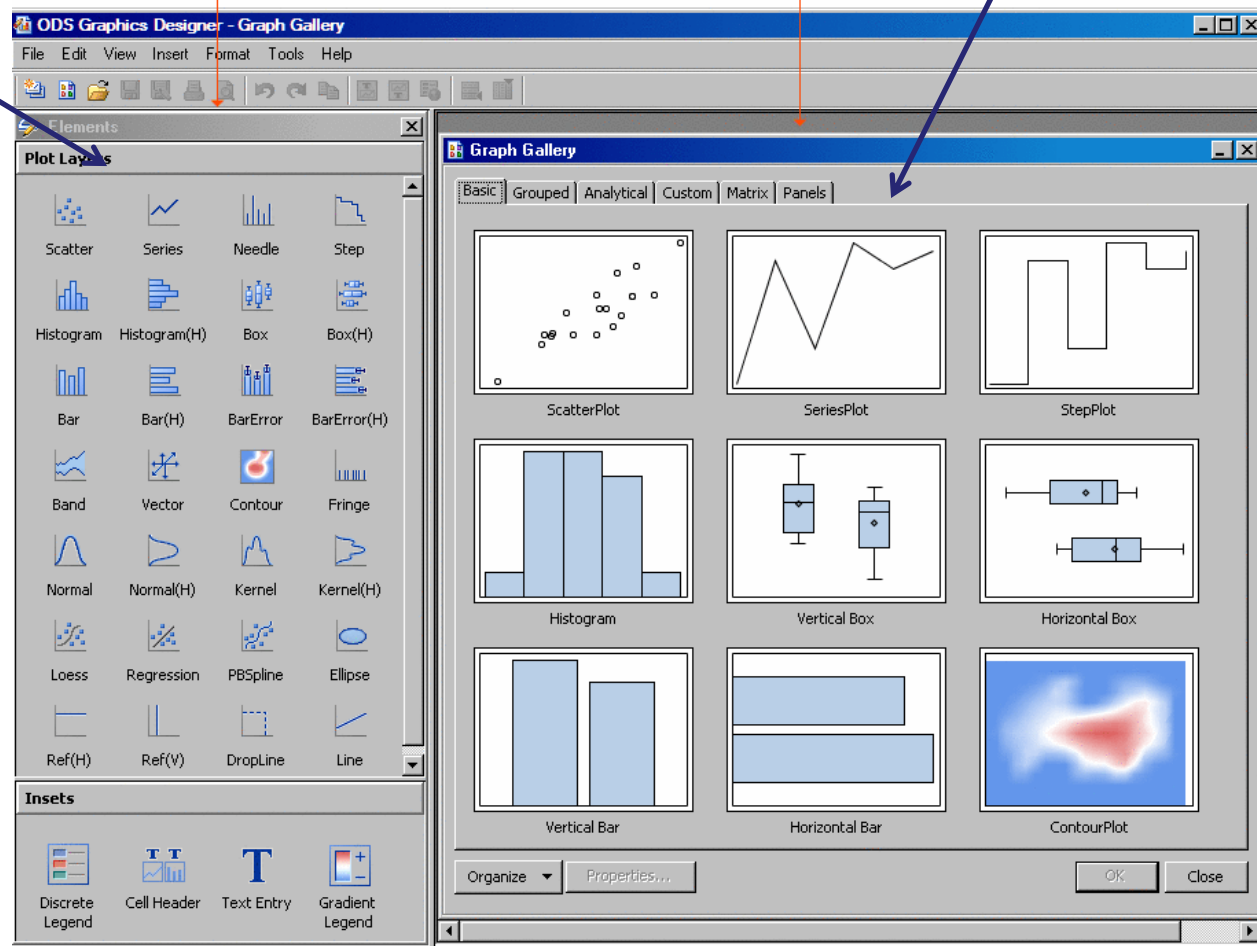 ODS Graphics Designer - Graph Gallery
File Edit View Insert Format Tools Help
Elements
Plot Layers
Scatter Series Needle Step
Histogram Histogram(H) Box Box(H)
Bar Bar(H) BarError BarError(H)
Band Vector Contour Fringe
Normal Normal(H) Kernel Kernel(H)
Loess Regression PBSpline Ellipse
Ref(H) Ref(V) DropLine Line
Insets
Discrete Legend Cell Header Text Entry Gradient Legend
Graph Gallery
Basic Grouped Analytical Custom Matrix Panels
ScatterPlot SeriesPlot StepPlot
Histogram Vertical Box Horizontal Box
Vertical Bar Horizontal Bar ContourPlot
Organize Properties... OK Close